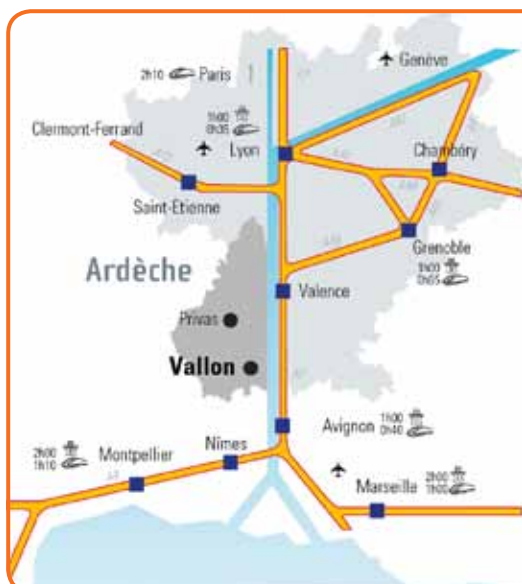 Genève
2h10 Paris
1h00
0h35
Clermont-Ferrand
Lyon
Chambéry
Saint-Etienne
Grenoble
1h00
0h55
Ardèche
Valence
Privas
Vallon
Avignon 1h00
0h40
2h00
1h10
Nîmes
Montpellier
Marseille 2h00
1h00